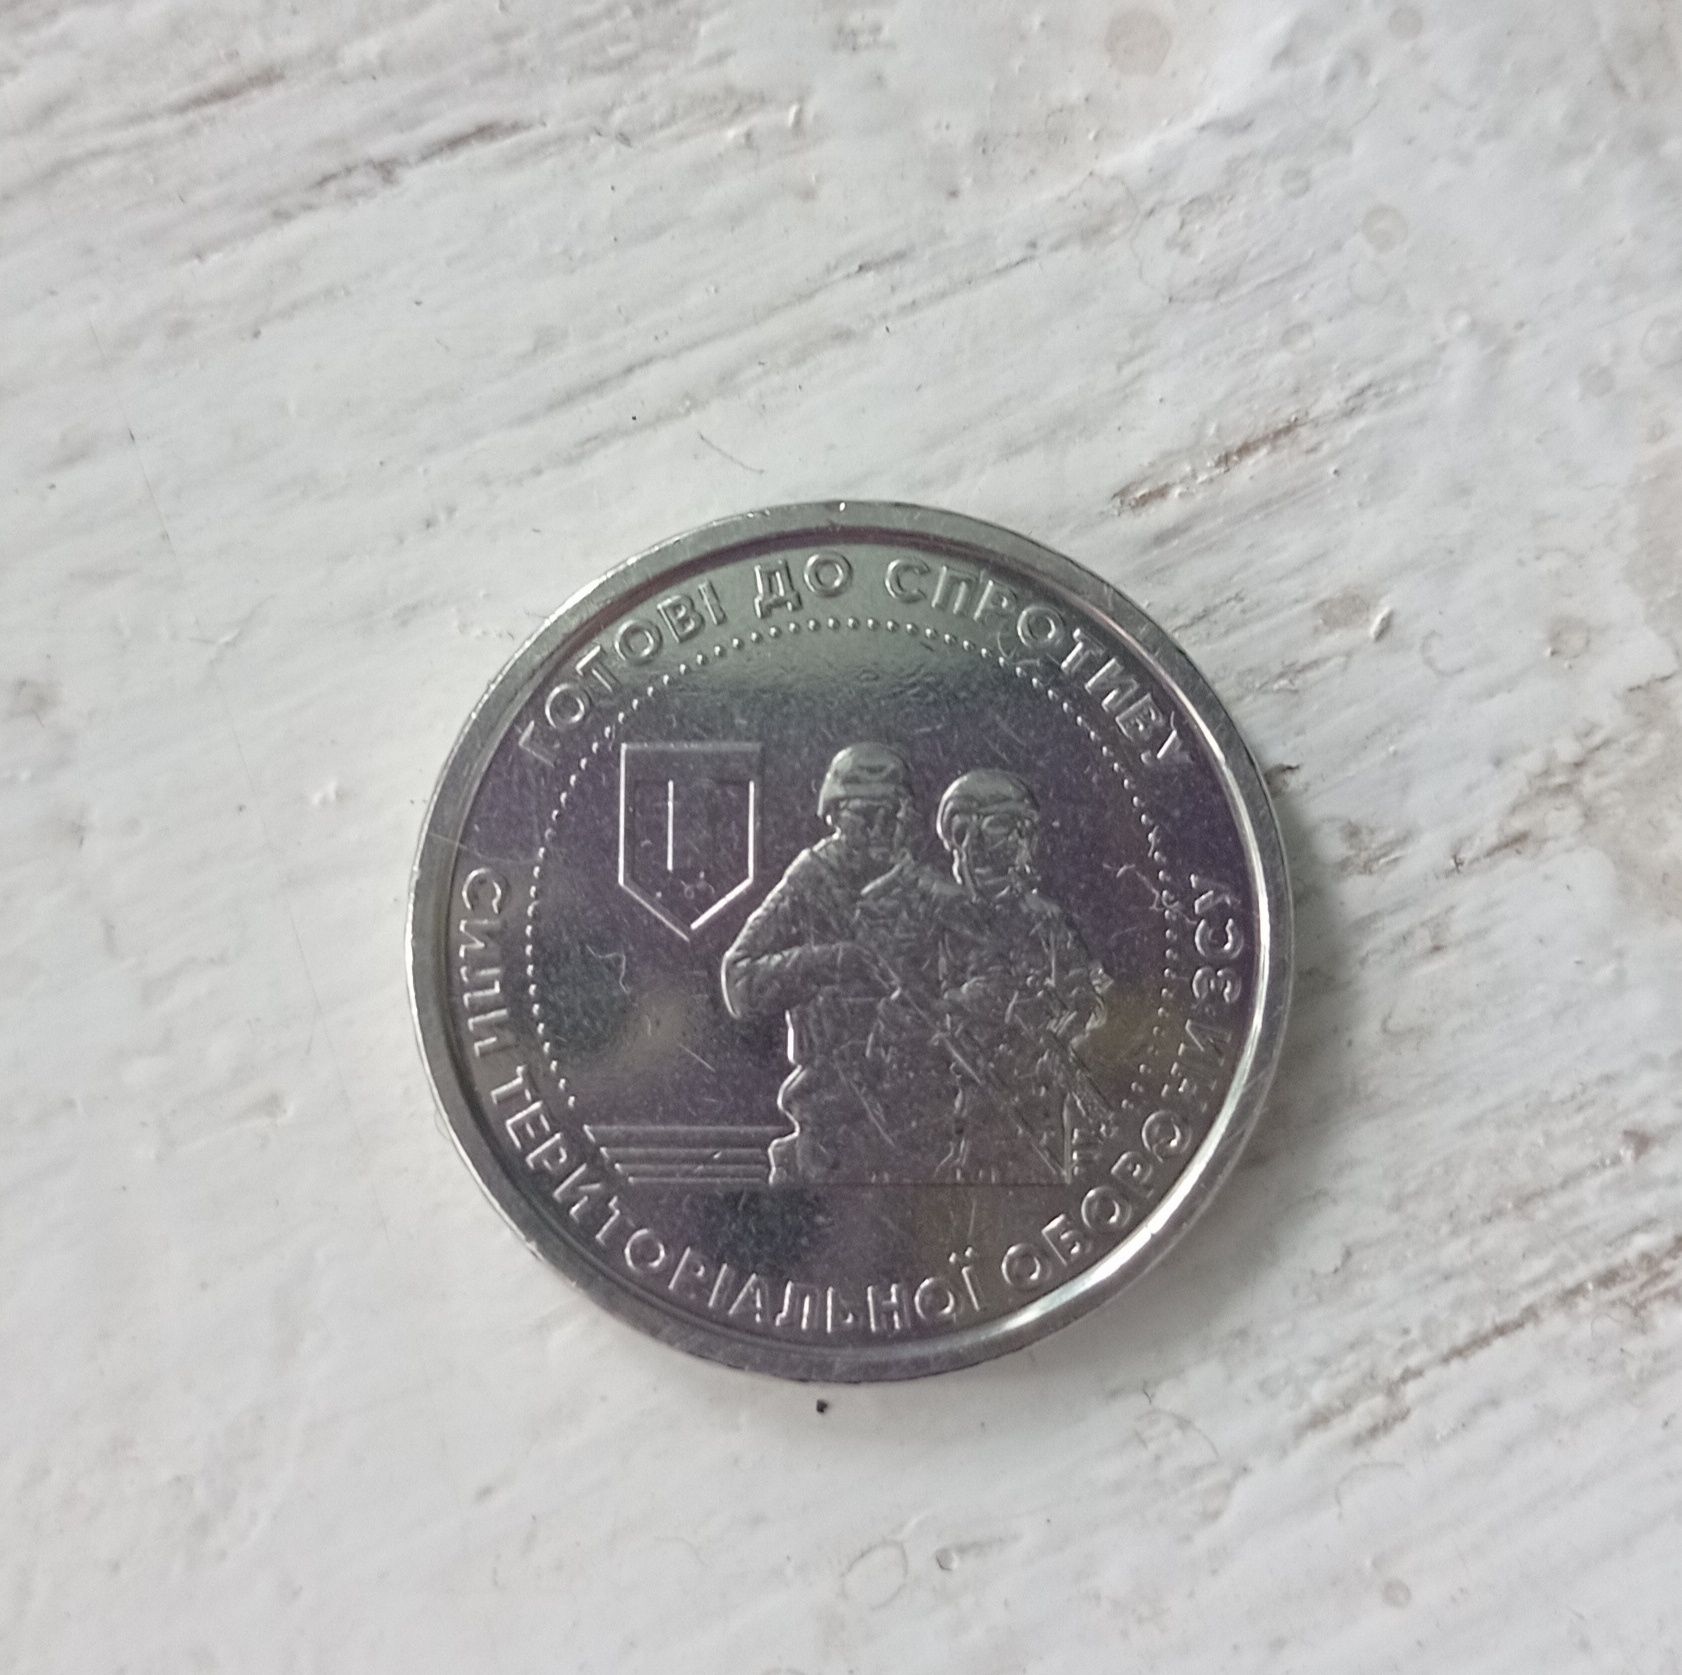 ГОТОВІ ДО СПРОТИВУ
СИЛИ ТЕРИТОРІАЛЬНОЇ ОБОРОНИ ЗСУ